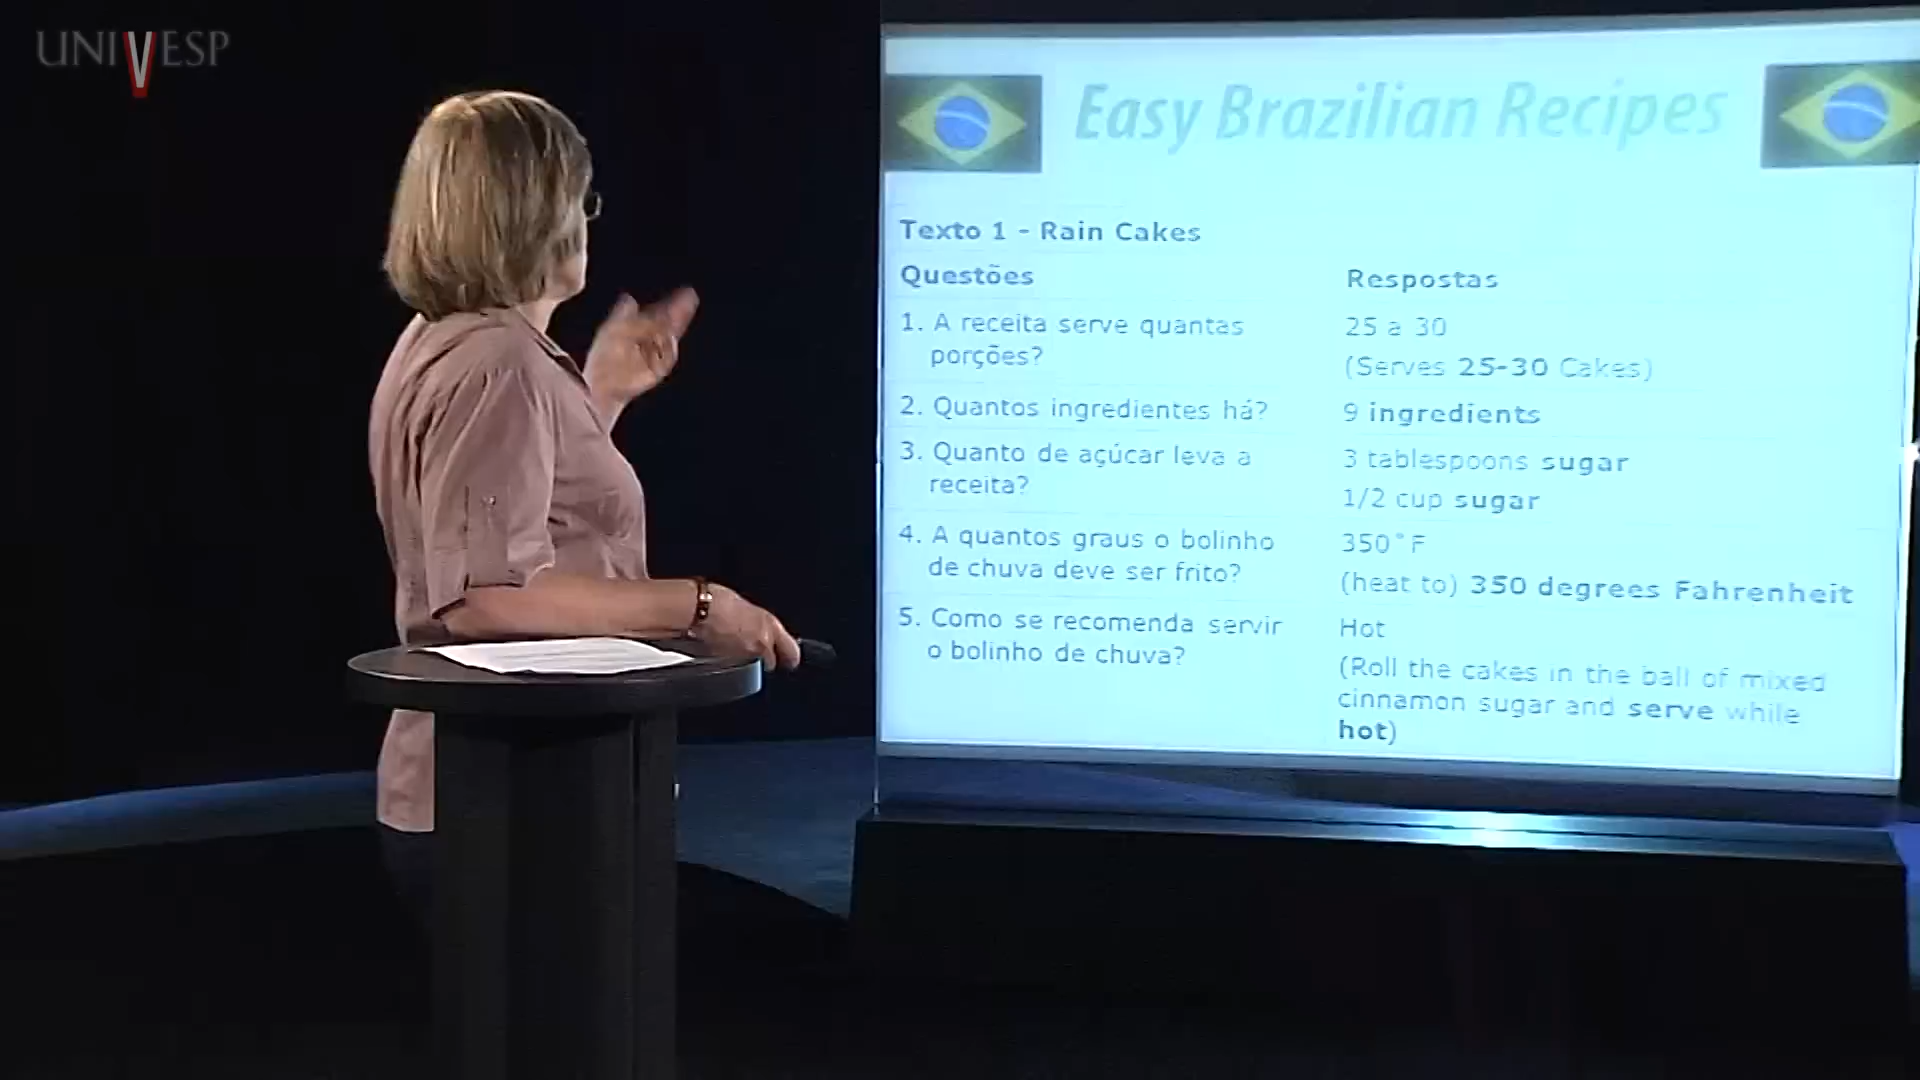 UNIVESP
Easy Brazilian Recipes
Texto 1 - Rain Cakes
Questões
Respostas
1. A receita serve quantas
porções?
25 a 30
(Serves 25-30 Cakes)
2. Quantos ingredientes há?
9 ingredients
3. Quanto de açúcar leva a
receita?
3 tablespoons sugar
1/2 cup sugar
4. A quantos graus o bolinho
de chuva deve ser frito?
350°F
(heat to) 350 degrees Fahrenheit
5. Como se recomenda servir
o bolinho de chuva?
Hot
(Roll the cakes in the ball of mixed
cinnamon sugar and serve while
hot)